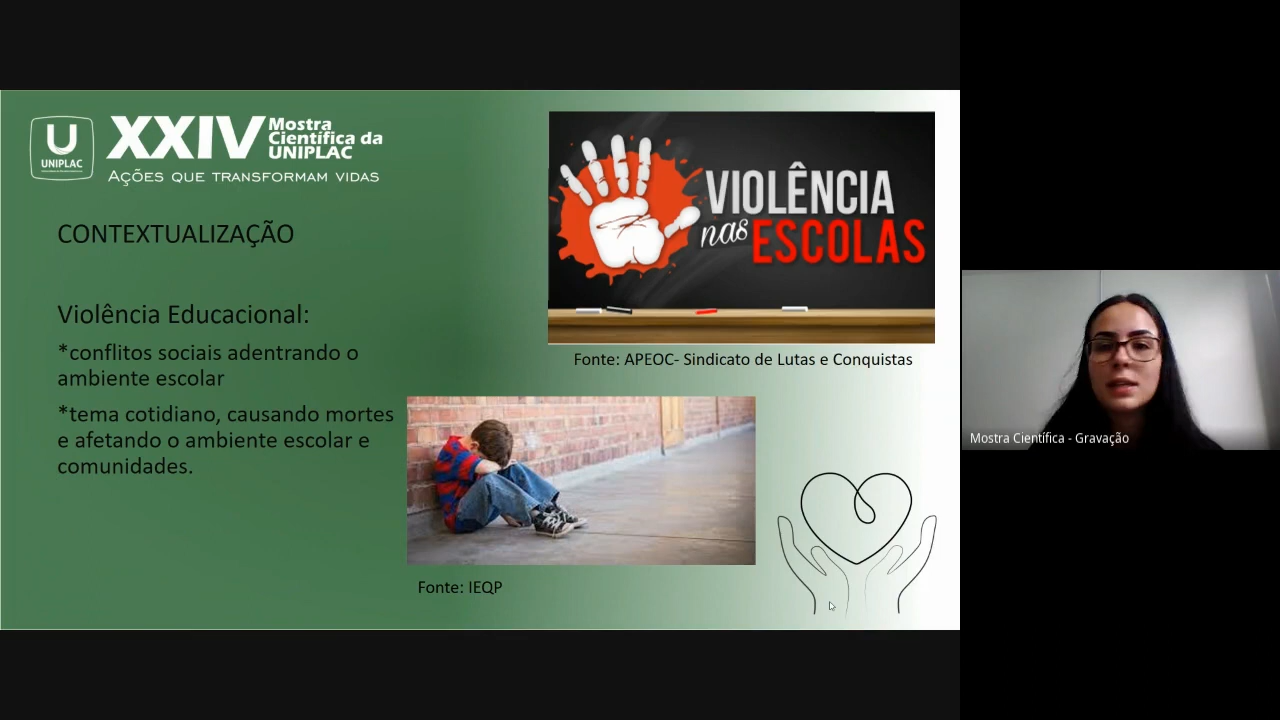 U
UNIPLAC
XXIV
Mostra
Científica da
UNIPLAC
AÇÕES QUE TRANSFORMAM VIDAS
CONTEXTUALIZAÇÃO
Violência Educacional:
*conflitos sociais adentrando o
ambiente escolar
*tema cotidiano, causando mortes
e afetando o ambiente escolar e
comunidades.
VIOLÊNCIA
nas ESCOLAS
Fonte: APEOC- Sindicato de Lutas e Conquistas
Fonte: IEQP
Mostra Científica - Gravação